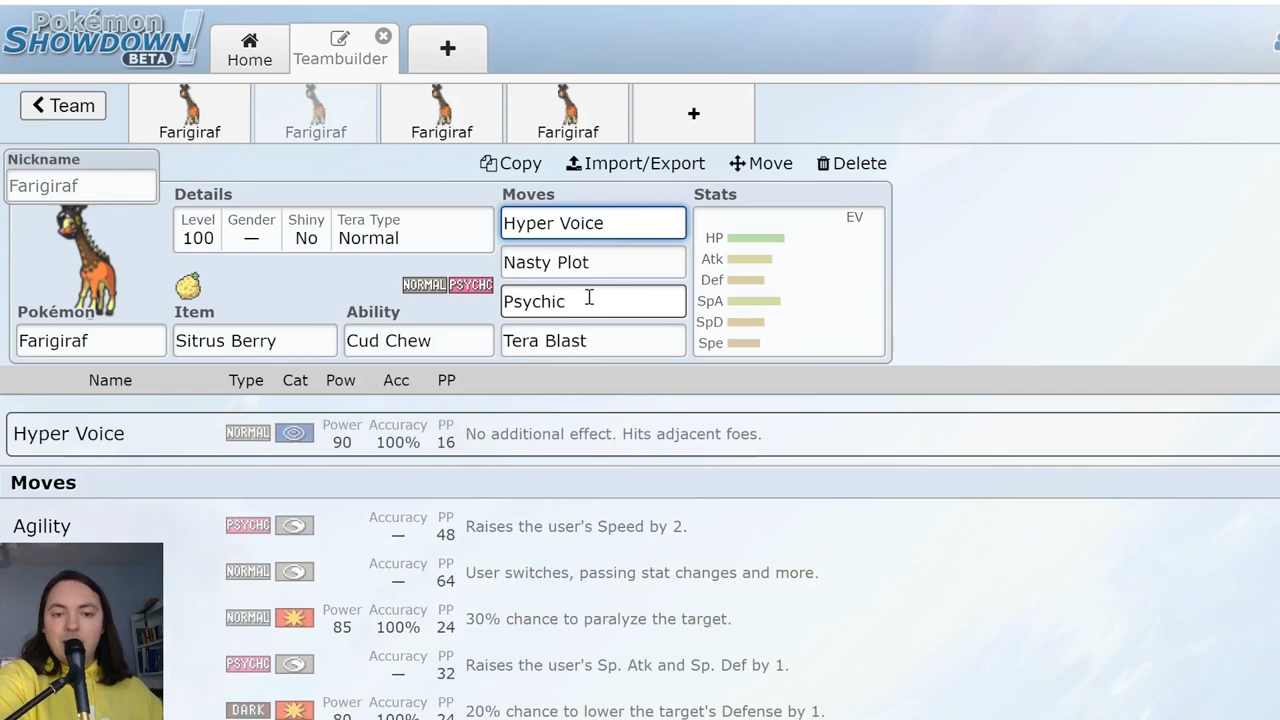 Pokémon
SHOWDOWN!
BETA
Home
Teambuilder
+
Team
Farigiraf
Farigiraf
Farigiraf
Farigiraf
+
Nickname
Farigiraf
Copy
Import/Export
Move
Delete
Details
Level
100
Gender
—
Shiny
No
Tera Type
Normal
NORMAL PSYCHC
Pokémon
Farigiraf
Item
Sitrus Berry
Ability
Cud Chew
Moves
Hyper Voice
Nasty Plot
Psychic
Tera Blast
Stats
EV
HP
Atk
Def
SpA
SpD
Spe
Name Type Cat Pow Acc PP
Hyper Voice NORMAL Power 90 Accuracy 100% PP 16 No additional effect. Hits adjacent foes.
Moves
Agility PSYCHC Accuracy — PP 48 Raises the user's Speed by 2.
NORMAL Accuracy — PP 64 User switches, passing stat changes and more.
NORMAL Power 85 Accuracy 100% PP 24 30% chance to paralyze the target.
PSYCHC Accuracy — PP 32 Raises the user's Sp. Atk and Sp. Def by 1.
DARK Power 80 Accuracy 100% PP 24 20% chance to lower the target's Defense by 1.